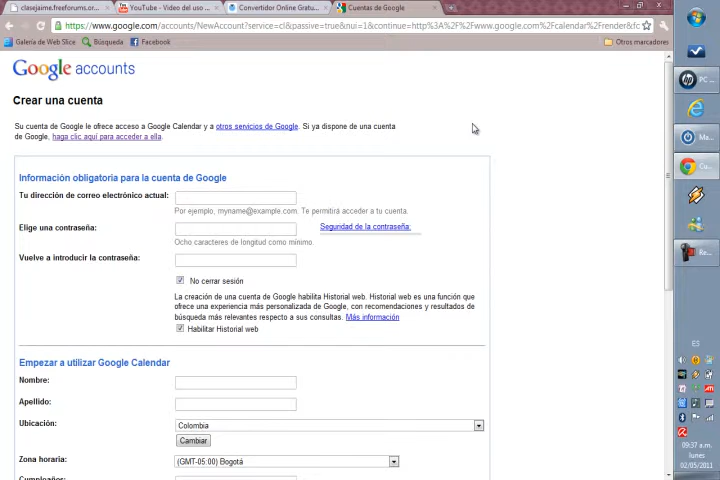 clasejaime.freeforums.cr...
YouTube - Video del uso ...
Convertidor Online Gratu...
Cuentas de Google
https://www.google.com/accounts/NewAccount?service=cl&passive=true&nui=1&continue=http%3A%2F%2Fwww.google.com%2Fcalendar%2Frender&fc
Galería de Web Slice
Búsqueda
Facebook
Otros marcadores
Google accounts
Crear una cuenta
Su cuenta de Google le ofrece acceso a Google Calendar y a otros servicios de Google. Si ya dispone de una cuenta
de Google, haga clic aquí para acceder a ella.
Información obligatoria para la cuenta de Google
Tu dirección de correo electrónico actual:
Por ejemplo, myname@example.com. Te permitirá acceder a tu cuenta.
Elige una contraseña:
Seguridad de la contraseña:
Ocho caracteres de longitud como mínimo.
Vuelve a introducir la contraseña:
No cerrar sesión
La creación de una cuenta de Google habilita Historial web. Historial web es una función que
ofrece una experiencia más personalizada de Google, con recomendaciones y resultados de
búsqueda más relevantes respecto a sus consultas. Más información
Habilitar Historial web
Empezar a utilizar Google Calendar
Nombre:
Apellido:
Ubicación:
Colombia
Cambiar
Zona horaria:
(GMT-05:00) Bogotá
Cumpleaños:
PC ...
Ma...
Cu...
Re...
ES
09:37 a.m.
lunes
02/05/2011